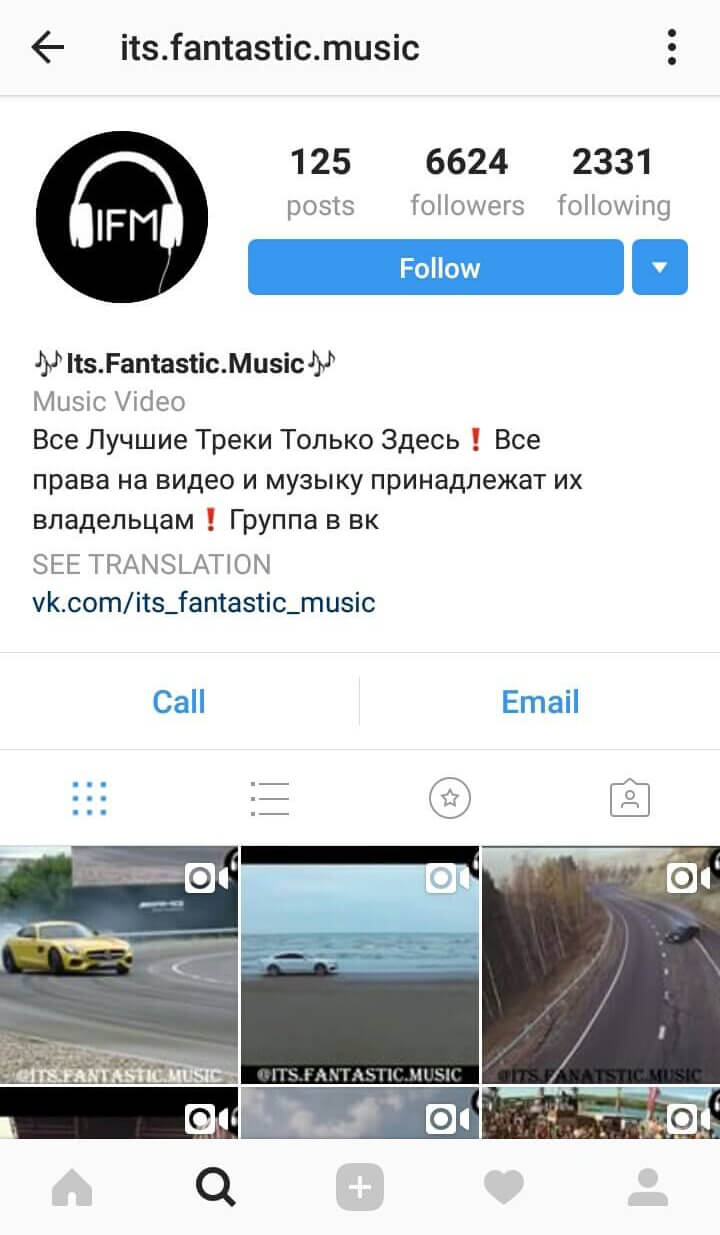 its.fantastic.music
IFM
125 6624 2331
posts followers following
Follow
🎶Its.Fantastic.Music🎶
Music Video
Все Лучшие Треки Только Здесь❗ Все
права на видео и музыку принадлежат их
владельцам❗ Группа в вк
SEE TRANSLATION
vk.com/its_fantastic_music
Call Email
@ITS.FANTASTIC.MUSIC @ITS.FANTASTIC.MUSIC @ITS.FANATSTIC.MUSIC